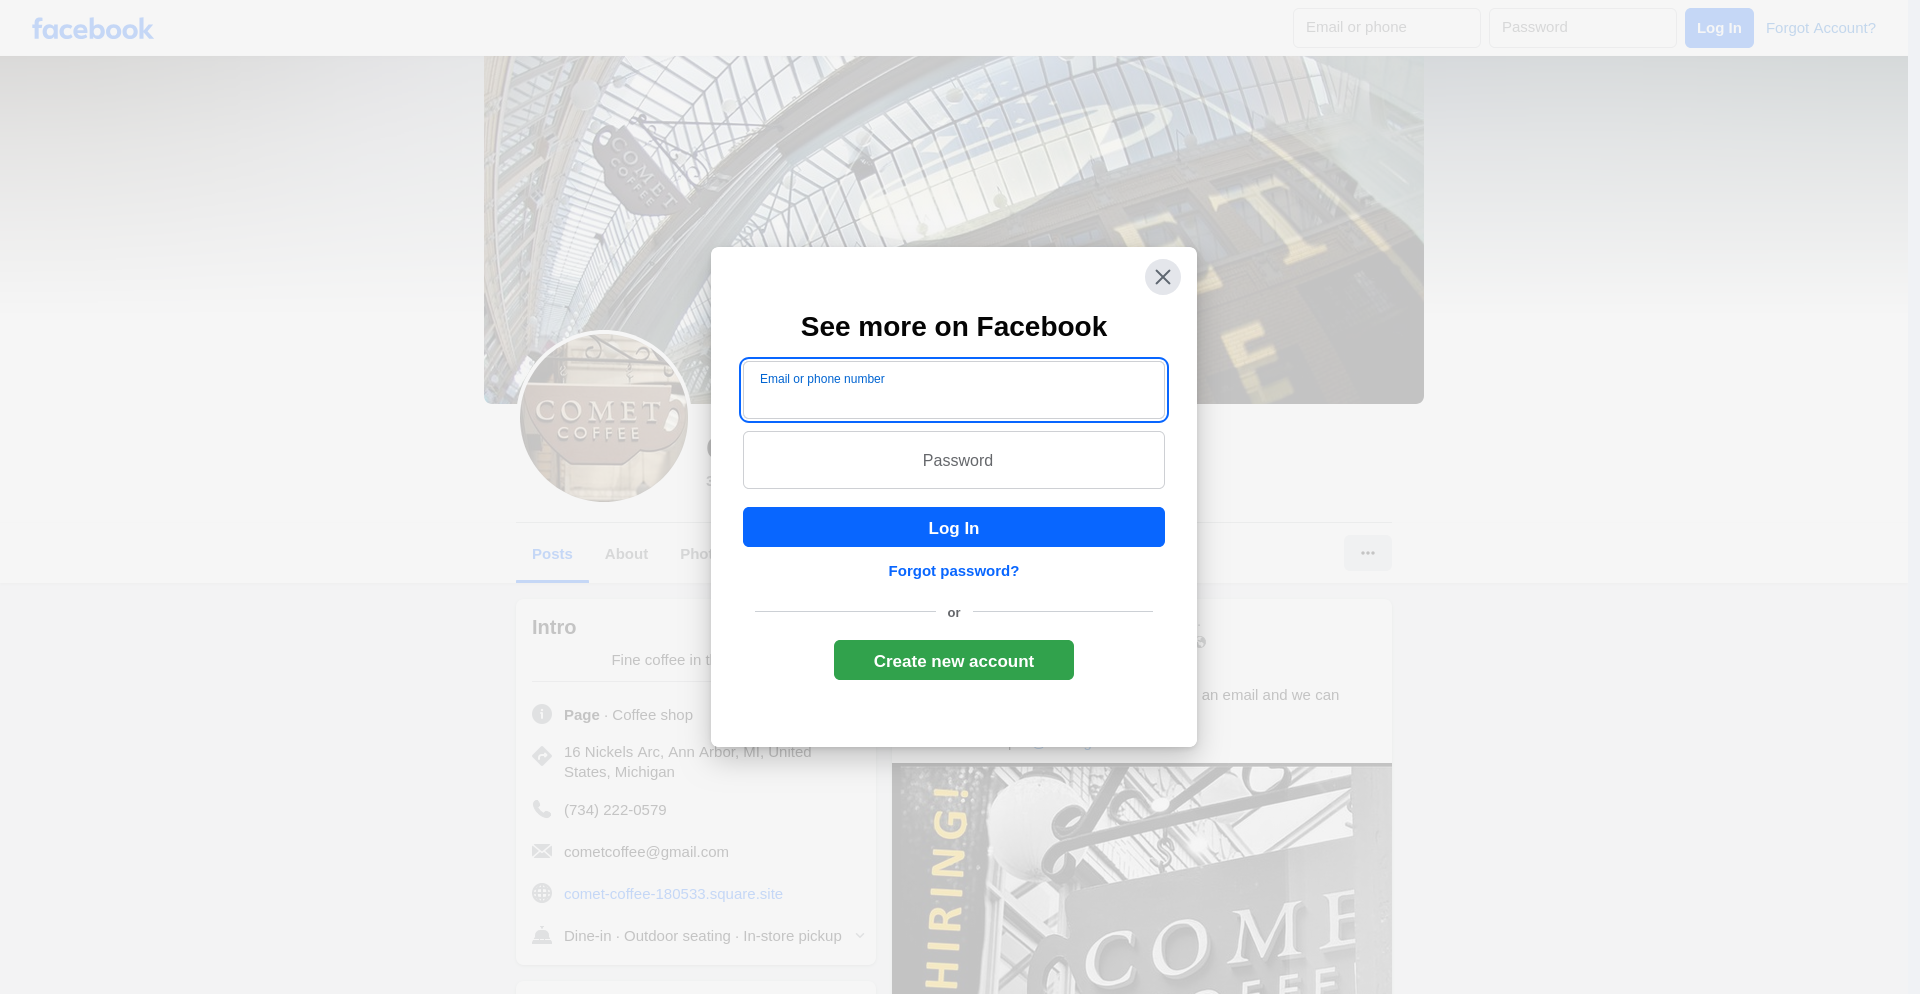 facebook
Email or phone
Password
Log In
Forgot Account?
COMET
COFFEE
ET
E
See more on Facebook
Email or phone number
COMET
COFFEE
Password
Log In
Posts
About
Forgot password?
or
Intro
Create new account
Fine coffee in
Page · Coffee shop
an email and we can
16 Nickels Arc, Ann Arbor, MI, United
States, Michigan
(734) 222-0579
cometcoffee@gmail.com
comet-coffee-180533.square.site
Dine-in · Outdoor seating · In-store pickup
HIRING!
COME